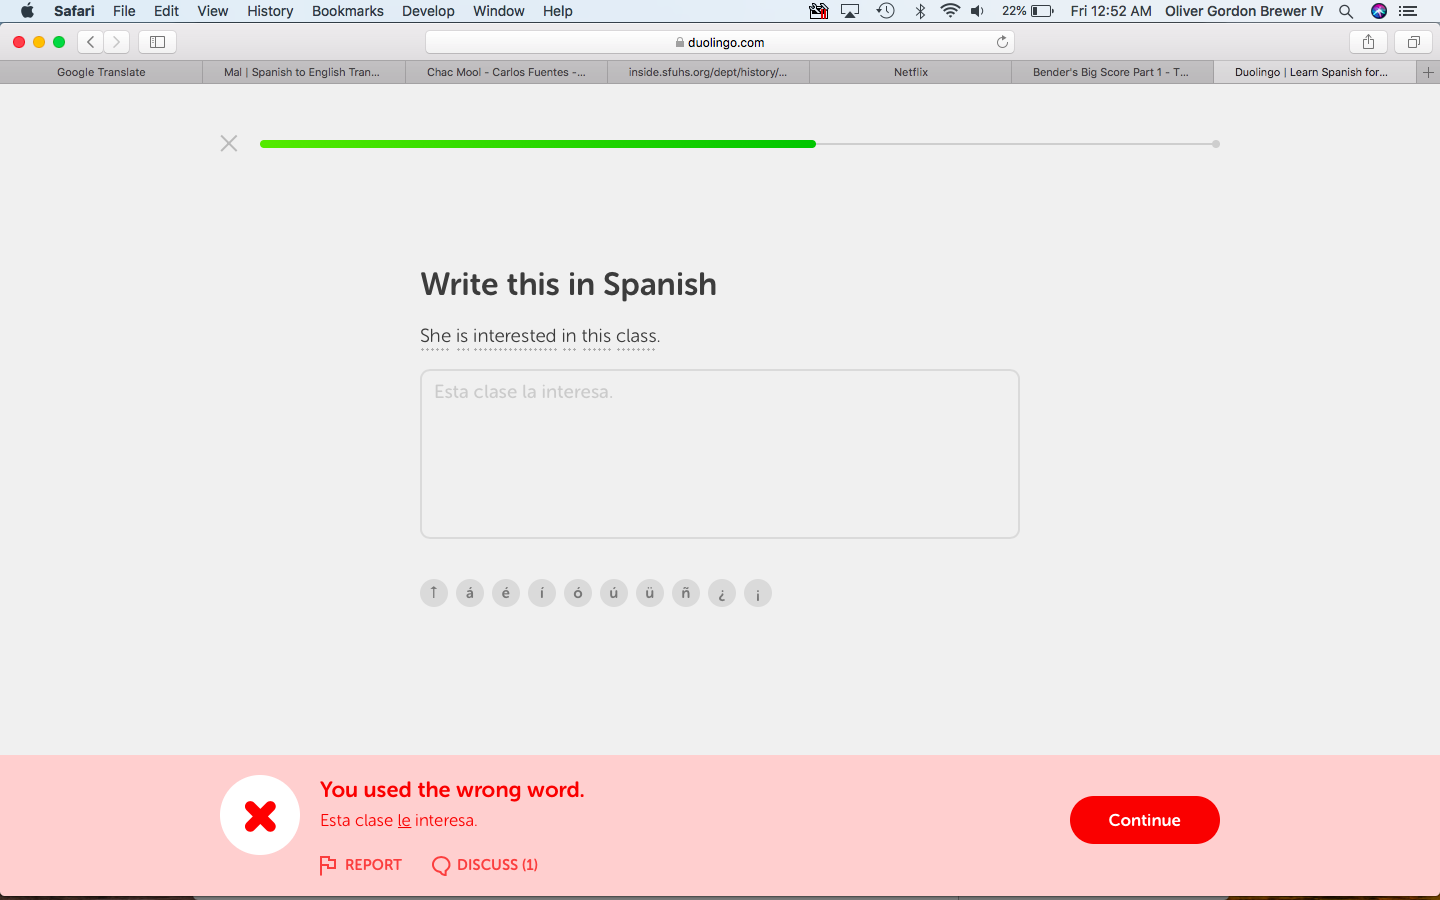 Safari File Edit View History Bookmarks Develop Window Help 22% Fri 12:52 AM Oliver Gordon Brewer IV
duolingo.com
Google Translate Mal | Spanish to English Tran... Chac Mool - Carlos Fuentes -... inside.sfuhs.org/dept/history/... Netflix Bender's Big Score Part 1 - T... Duolingo | Learn Spanish for...
Write this in Spanish
She is interested in this class.
Esta clase la interesa.
↑ á é í ó ú ü ñ ¿ ¡
You used the wrong word.
Esta clase le interesa.
Continue
REPORT DISCUSS (1)